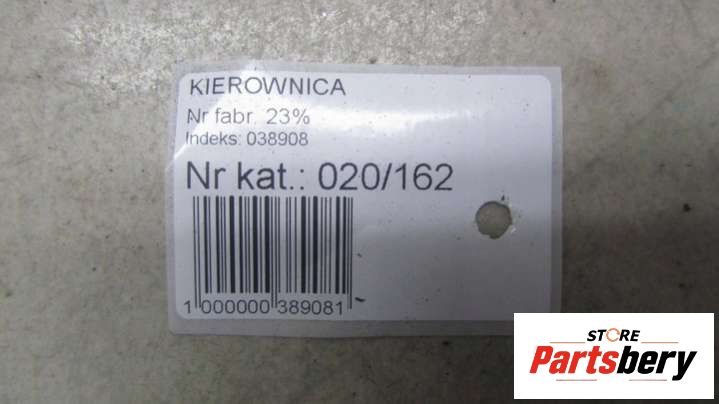 KIEROWNICA
Nr fabr. 23%
Indeks: 038908
Nr kat.: 020/162
1 000000 389081
STORE
Partsbery